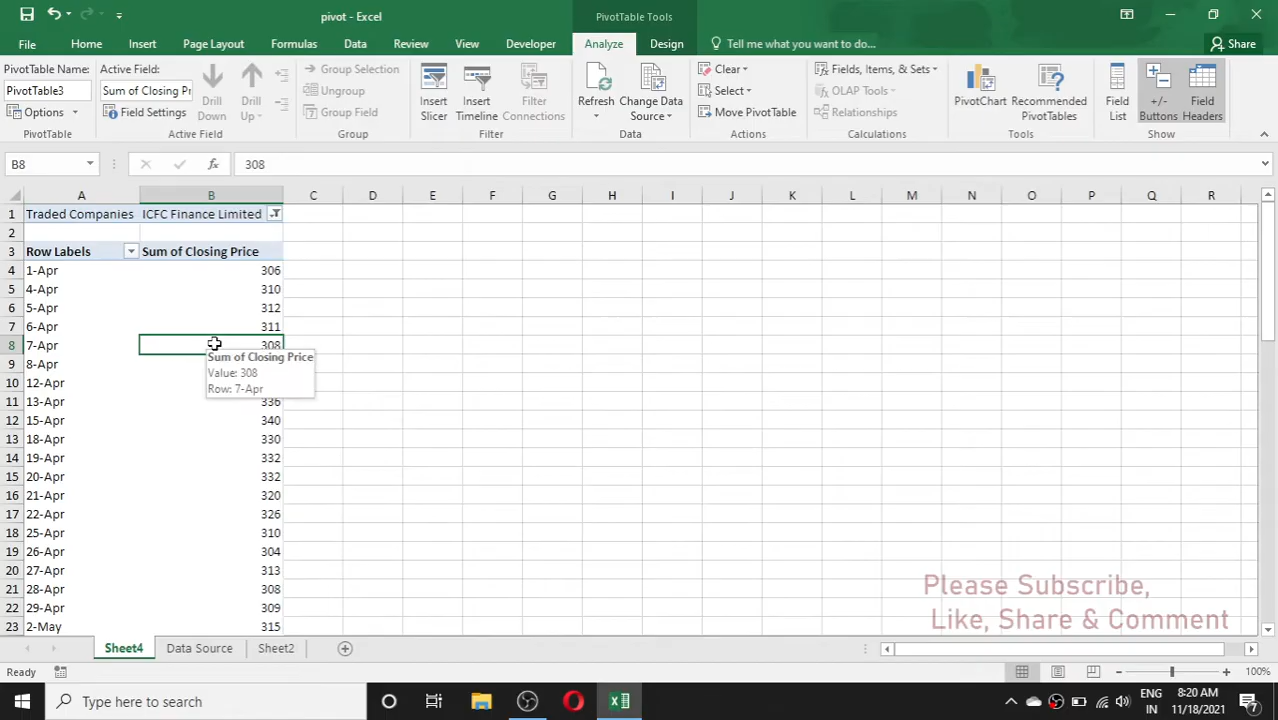 pivot - Excel
PivotTable Tools
File Home Insert Page Layout Formulas Data Review View Developer Analyze Design Tell me what you want to do... Share
PivotTable Name:
PivotTable3
Options
PivotTable
Active Field:
Sum of Closing Pr
Field Settings
Drill Down
Drill Up
Active Field
Group Selection
Ungroup
Group Field
Group
Insert Slicer
Insert Timeline
Filter Connections
Filter
Refresh
Change Data Source
Data
Clear
Select
Move PivotTable
Actions
Fields, Items, & Sets
OLAP Tools
Relationships
Calculations
PivotChart
Recommended PivotTables
Tools
Field List
+/- Buttons
Field Headers
Show
B8 fx 308
A B C D E F G H I J K L M N O P Q R
1 Traded Companies ICFC Finance Limited
2
3 Row Labels Sum of Closing Price
4 1-Apr 306
5 4-Apr 310
6 5-Apr 312
7 6-Apr 311
8 7-Apr 308
9 8-Apr
10 12-Apr
11 13-Apr 336
12 15-Apr 340
13 18-Apr 330
14 19-Apr 332
15 20-Apr 332
16 21-Apr 320
17 22-Apr 326
18 25-Apr 310
19 26-Apr 304
20 27-Apr 313
21 28-Apr 308
22 29-Apr 309
23 2-May 315
Sum of Closing Price
Value: 308
Row: 7-Apr
Please Subscribe,
Like, Share & Comment
Sheet4 Data Source Sheet2
Ready 100%
Type here to search
ENG
IN
8:20 AM
11/18/2021
7